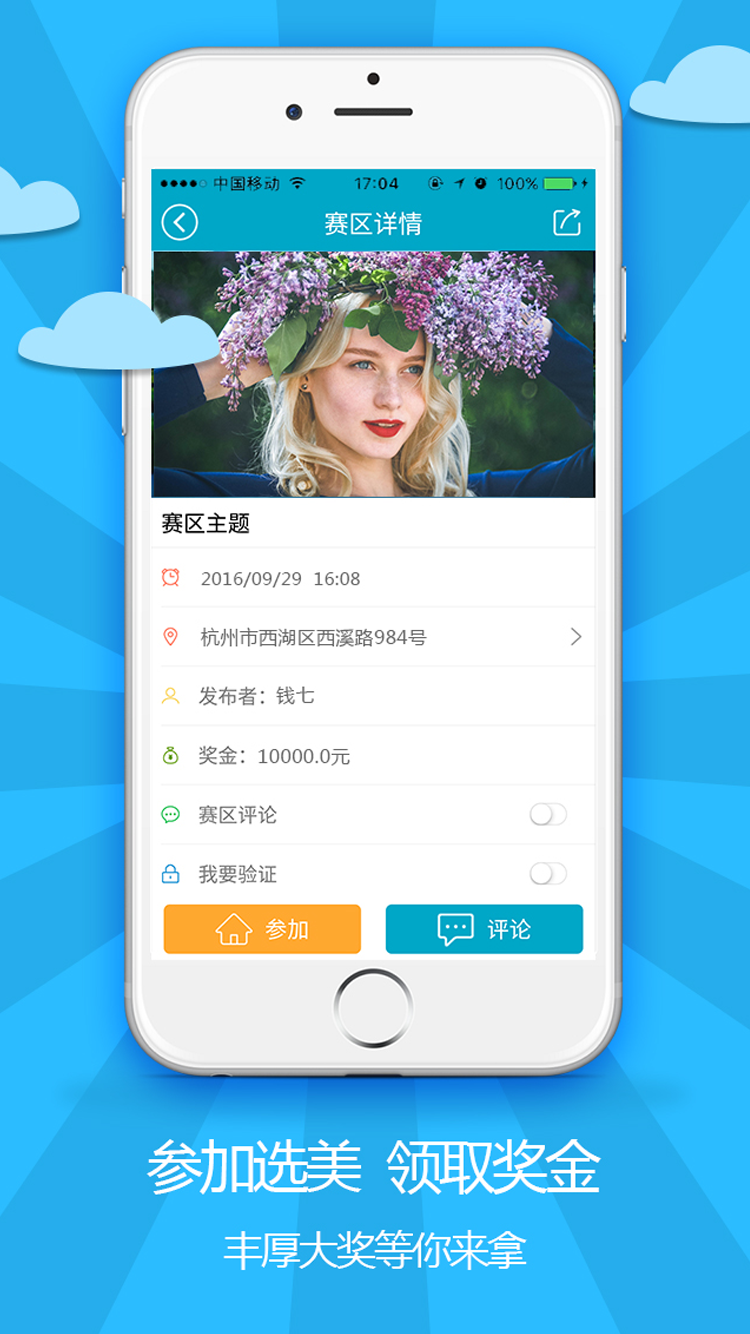 中国移动 17:04 100%
赛区详情
赛区主题
2016/09/29 16:08
杭州市西湖区西溪路984号
发布者：钱七
奖金：10000.0元
赛区评论
我要验证
参加 评论
参加选美 领取奖金
丰厚大奖等你来拿